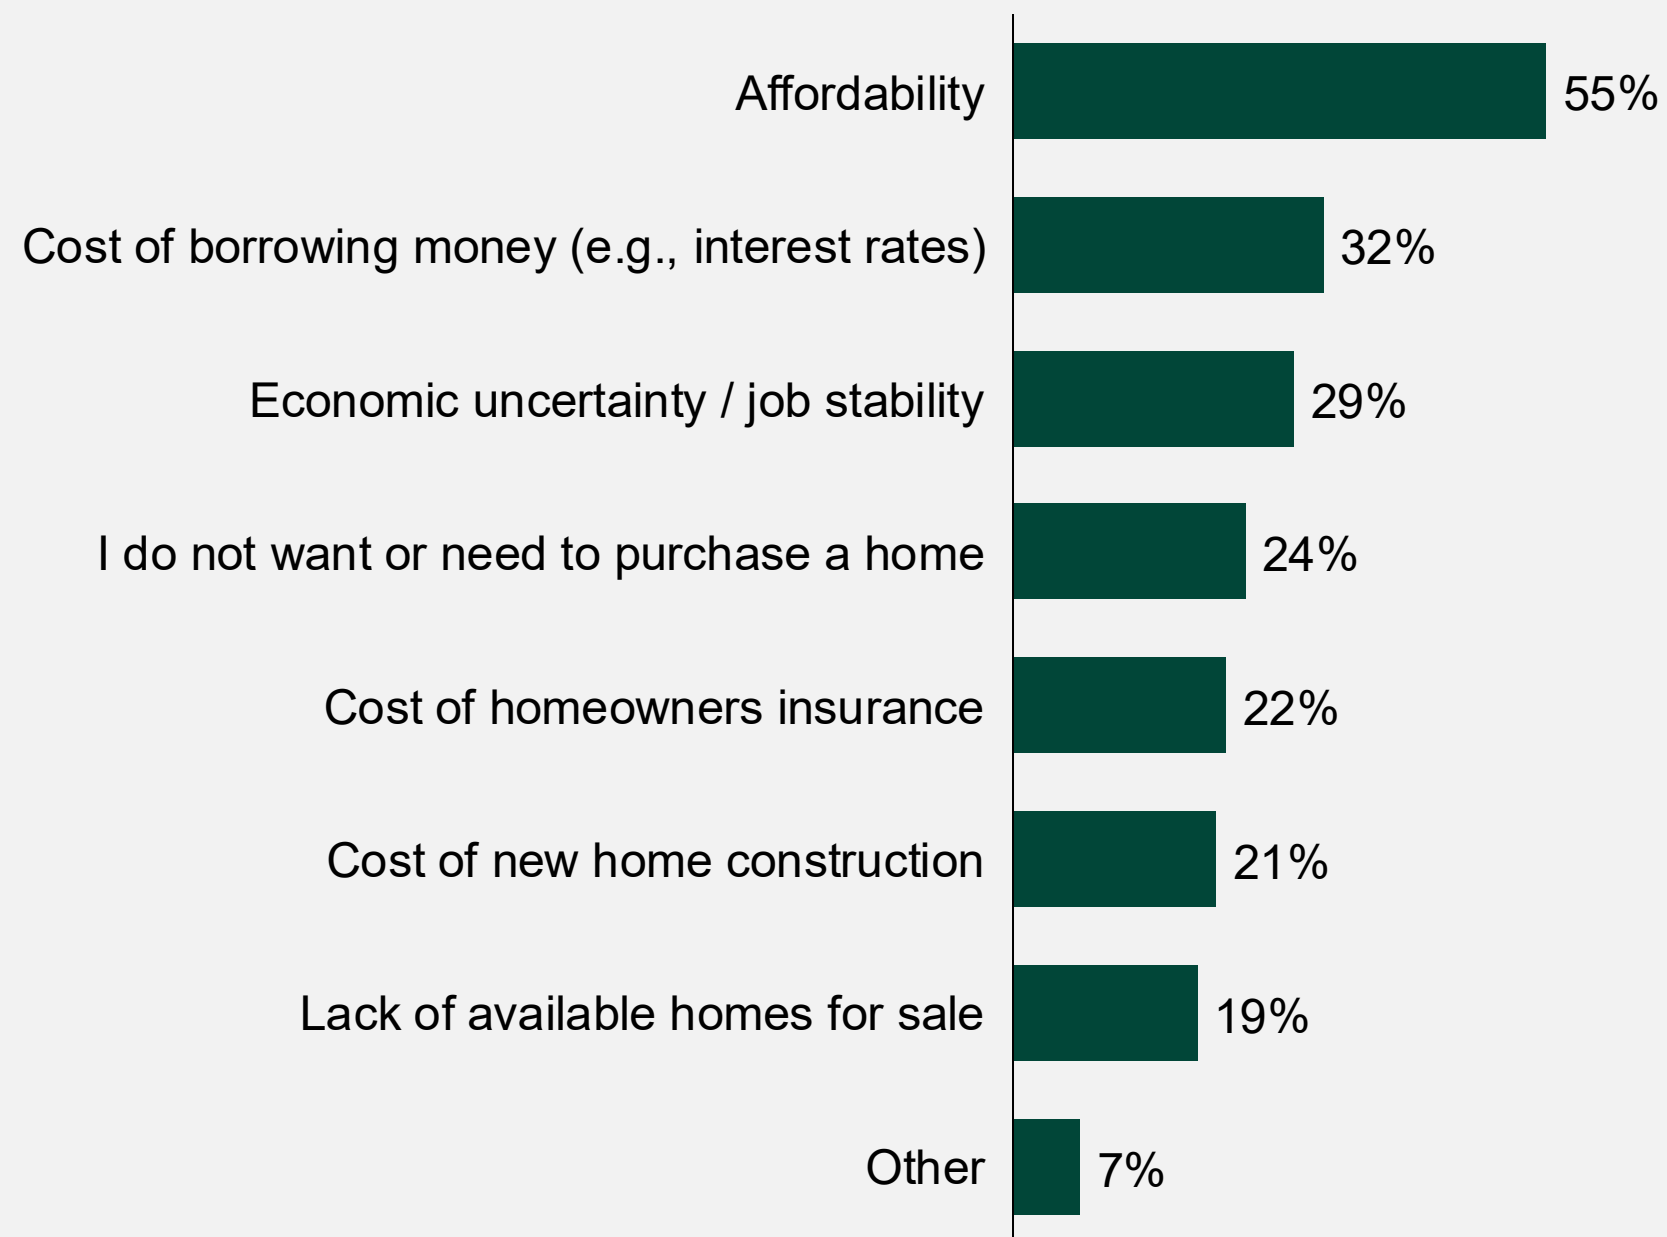 Affordability 55%
Cost of borrowing money (e.g., interest rates) 32%
Economic uncertainty / job stability 29%
I do not want or need to purchase a home 24%
Cost of homeowners insurance 22%
Cost of new home construction 21%
Lack of available homes for sale 19%
Other 7%